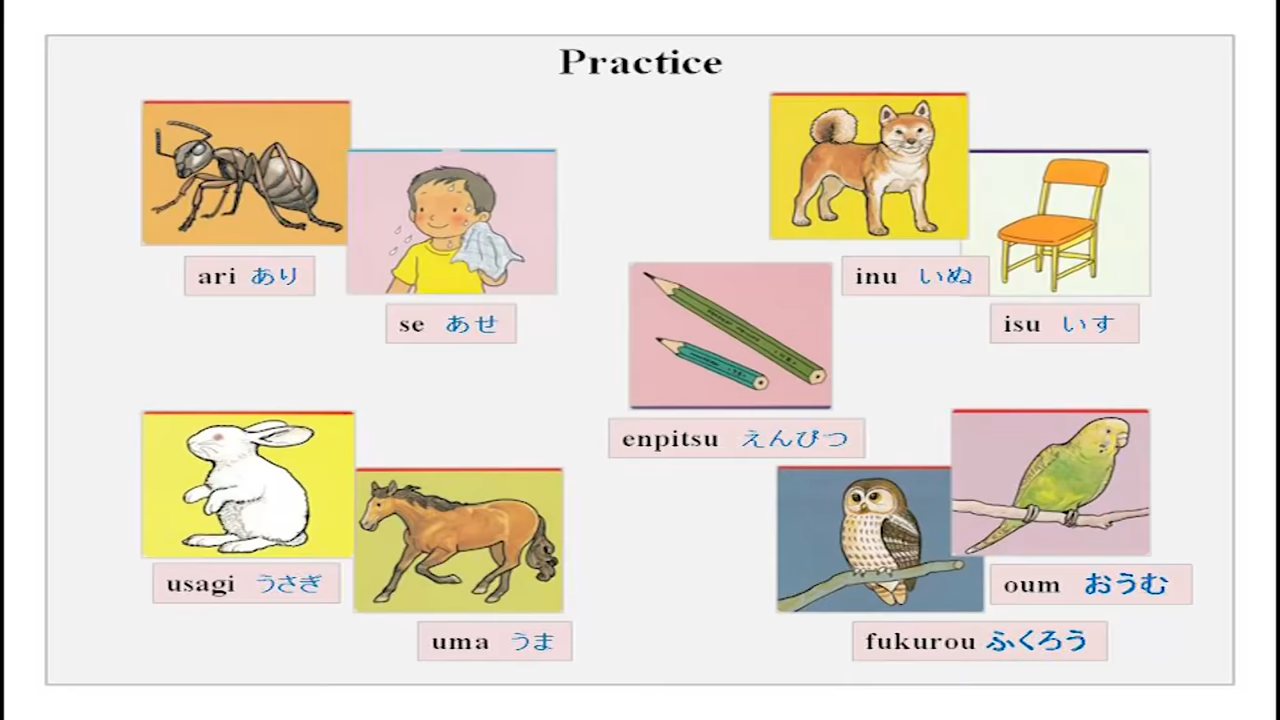 Practice
ari あり
se あせ
inu いぬ
isu いす
enpitsu えんぴつ
usagi うさぎ
uma うま
oum おうむ
fukurou ふくろう